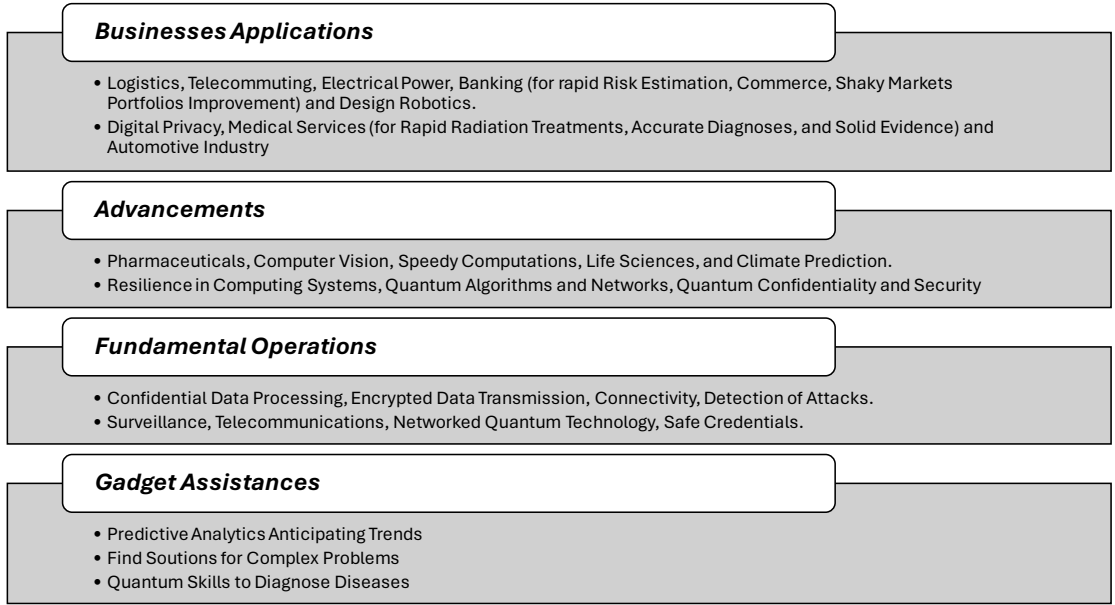 Businesses Applications
• Logistics, Telecommuting, Electrical Power, Banking (for rapid Risk Estimation, Commerce, Shaky Markets
Portfolios Improvement) and Design Robotics.
• Digital Privacy, Medical Services (for Rapid Radiation Treatments, Accurate Diagnoses, and Solid Evidence) and
Automotive Industry
Advancements
• Pharmaceuticals, Computer Vision, Speedy Computations, Life Sciences, and Climate Prediction.
• Resilience in Computing Systems, Quantum Algorithms and Networks, Quantum Confidentiality and Security
Fundamental Operations
• Confidential Data Processing, Encrypted Data Transmission, Connectivity, Detection of Attacks.
• Surveillance, Telecommunications, Networked Quantum Technology, Safe Credentials.
Gadget Assistances
• Predictive Analytics Anticipating Trends
• Find Soutions for Complex Problems
• Quantum Skills to Diagnose Diseases